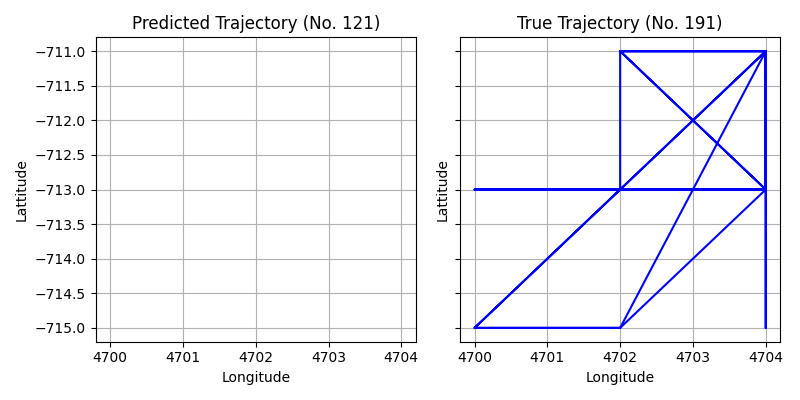 Predicted Trajectory (No. 121)
True Trajectory (No. 191)
Lattitude
−711.0
−711.5
−712.0
−712.5
−713.0
−713.5
−714.0
−714.5
−715.0
4700 4701 4702 4703 4704
Longitude
Lattitude
4700 4701 4702 4703 4704
Longitude